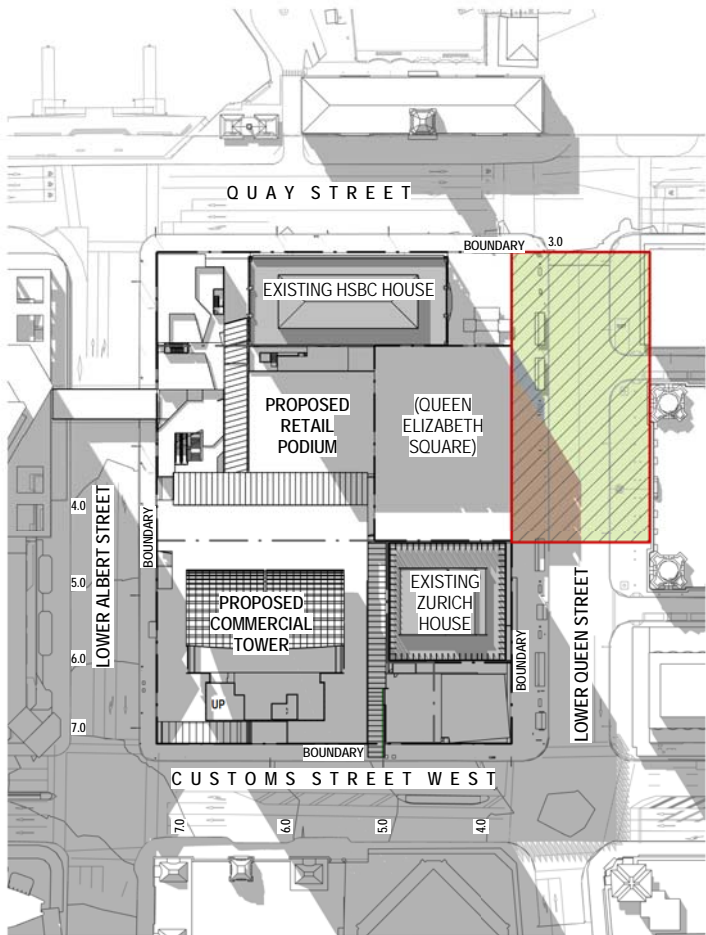 QUAY STREET
BOUNDARY
3.0
EXISTING HSBC HOUSE
PROPOSED
RETAIL
PODIUM
(QUEEN
ELIZABETH
SQUARE)
LOWER ALBERT STREET
4.0
5.0
6.0
7.0
BOUNDARY
PROPOSED
COMMERCIAL
TOWER
UP
EXISTING
ZURICH
HOUSE
BOUNDARY
LOWER QUEEN STREET
BOUNDARY
CUSTOMS STREET WEST
7.0
6.0
5.0
4.0